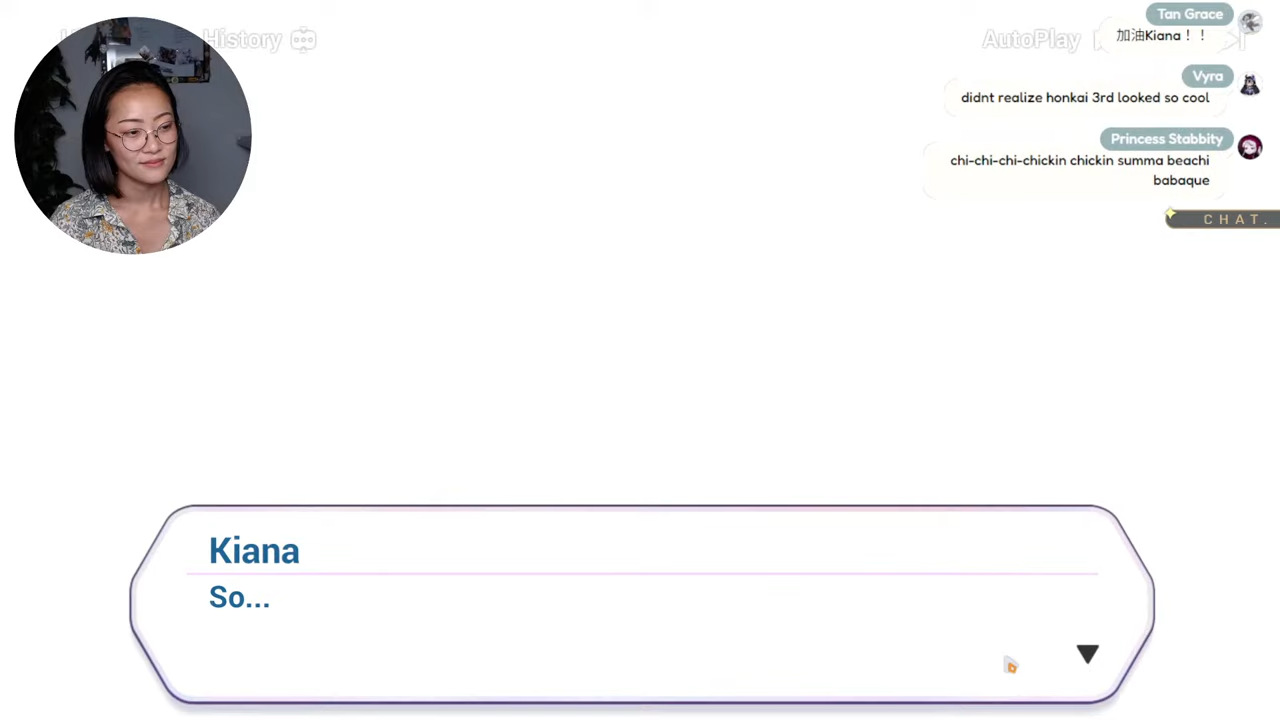 History
AutoPlay
Tan Grace
加油Kiana！！
Vyra
didnt realize honkai 3rd looked so cool
Princess Stabbity
chi-chi-chi-chickin chickin summa beachi
babaque
CHAT.
Kiana
So...